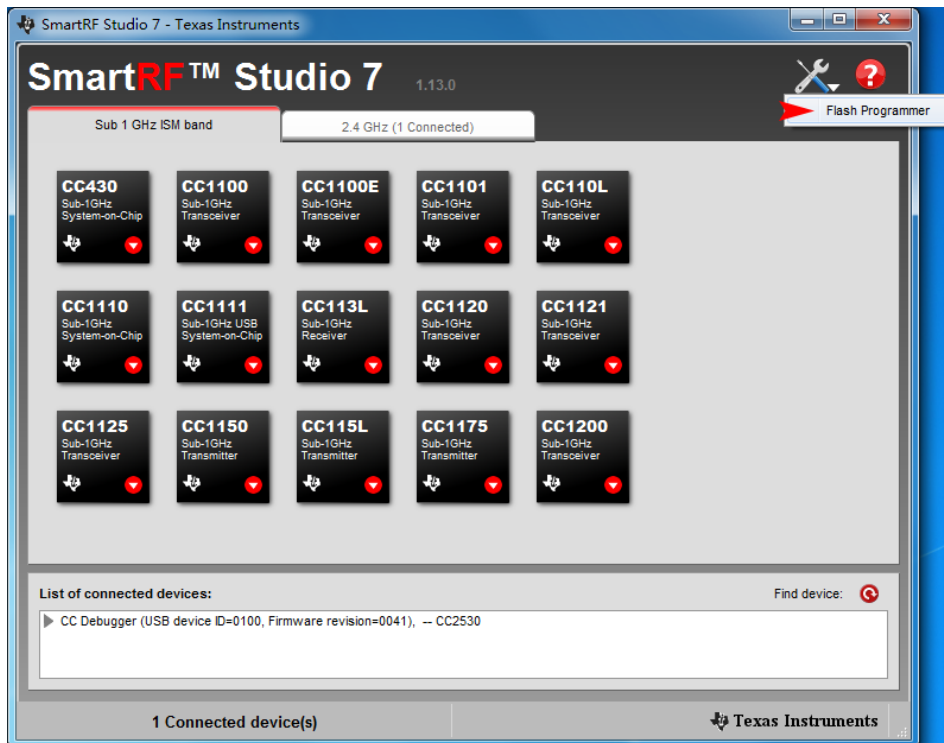 SmartRF Studio 7 - Texas Instruments
SmartRF™ Studio 7 1.13.0
Flash Programmer
Sub 1 GHz ISM band
2.4 GHz (1 Connected)
CC430
Sub-1GHz
System-on-Chip
CC1100
Sub-1GHz
Transceiver
CC1100E
Sub-1GHz
Transceiver
CC1101
Sub-1GHz
Transceiver
CC110L
Sub-1GHz
Transceiver
CC1110
Sub-1GHz
System-on-Chip
CC1111
Sub-1GHz USB
System-on-Chip
CC113L
Sub-1GHz
Receiver
CC1120
Sub-1GHz
Transceiver
CC1121
Sub-1GHz
Transceiver
CC1125
Sub-1GHz
Transceiver
CC1150
Sub-1GHz
Transmitter
CC115L
Sub-1GHz
Transmitter
CC1175
Sub-1GHz
Transmitter
CC1200
Sub-1GHz
Transceiver
List of connected devices:
Find device:
CC Debugger (USB device ID=0100, Firmware revision=0041), -- CC2530
1 Connected device(s)
Texas Instruments